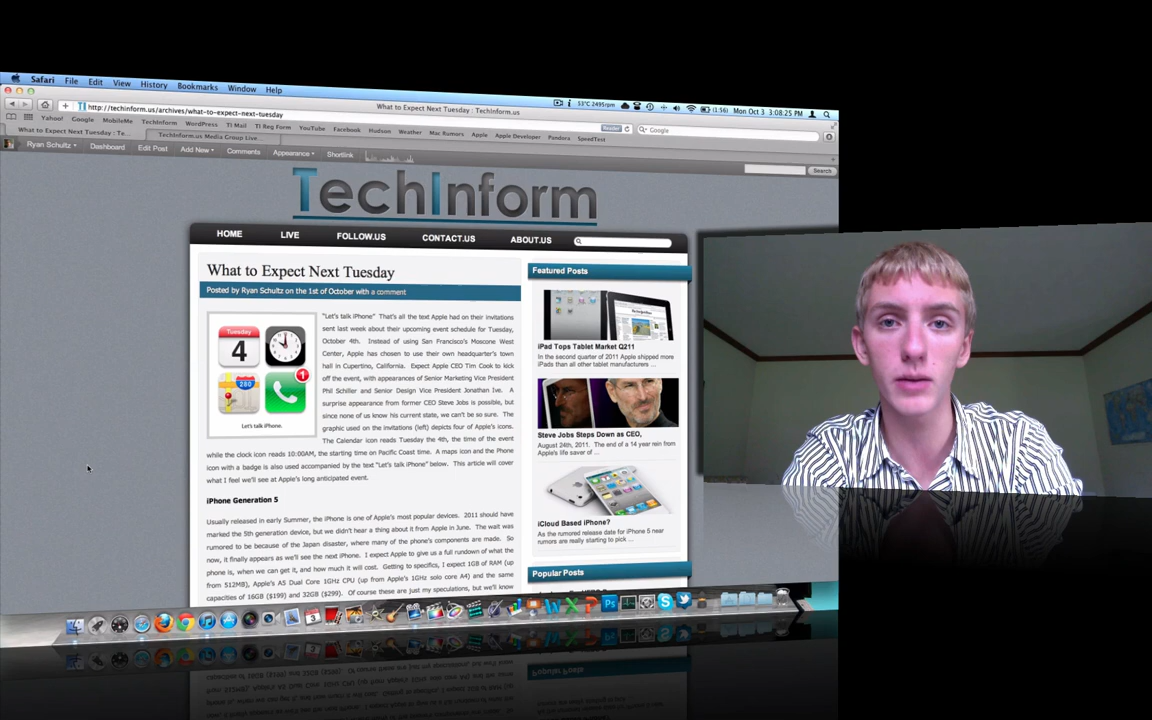 Safari File Edit View History Bookmarks Window Help
53°C 2495rpm
(1:56) Mon Oct 3 3:08:25 PM
What to Expect Next Tuesday : TechInform.us
http://techinform.us/archives/what-to-expect-next-tuesday
Reader
Google
Yahoo! Google MobileMe TechInform WordPress TI Mail TI Reg Form YouTube Facebook Hudson Weather Mac Rumors Apple Apple Developer Pandora SpeedTest
What to Expect Next Tuesday : Te...
TechInform.us Media Group Live...
Ryan Schultz Dashboard Edit Post Add New Comments Appearance Shortlink
Search
TechInform
HOME LIVE FOLLOW.US CONTACT.US ABOUT.US
What to Expect Next Tuesday
Posted by Ryan Schultz on the 1st of October with a comment
Tuesday
4
280
1
Let's talk iPhone.
"Let's talk iPhone" That's all the text Apple had on their invitations
sent last week about their upcoming event schedule for Tuesday,
October 4th. Instead of using San Francisco's Moscone West
Center, Apple has chosen to use their own headquarter's town
hall in Cupertino, California. Expect Apple CEO Tim Cook to kick
off the event, with appearances of Senior Marketing Vice President
Phil Schiller and Senior Design Vice President Jonathan Ive. A
surprise appearance from former CEO Steve Jobs is possible, but
since none of us know his current state, we can't be so sure. The
graphic used on the invitations (left) depicts four of Apple's icons.
The Calendar icon reads Tuesday the 4th, the time of the event
while the clock icon reads 10:00AM, the starting time on Pacific Coast time. A maps icon and the Phone
icon with a badge is also used accompanied by the text "Let's talk iPhone" below. This article will cover
what I feel we'll see at Apple's long anticipated event.
iPhone Generation 5
Usually released in early Summer, the iPhone is one of Apple's most popular devices. 2011 should have
marked the 5th generation device, but we didn't hear a thing about it from Apple in June. The wait was
rumored to be because of the Japan disaster, where many of the phone's components are made. So
now, it finally appears as we'll see the next iPhone. I expect Apple to give us a full rundown of what the
phone is, when we can get it, and how much it will cost. Getting to specifics, I expect 1GB of RAM (up
from 512MB), Apple's A5 Dual Core 1GHz CPU (up from Apple's 1GHz solo core A4) and the same
capacities of 16GB ($199) and 32GB ($299). Of course these are just my speculations, but we'll know
Featured Posts
iPad Tops Tablet Market Q211
In the second quarter of 2011 Apple shipped more
iPads than all other tablet manufacturers ...
Steve Jobs Steps Down as CEO,
August 24th, 2011. The end of a 14 year rein from
Apple's life saver of ...
iCloud Based iPhone?
As the rumored release date for iPhone 5 near
rumors are really starting to pick ...
Popular Posts